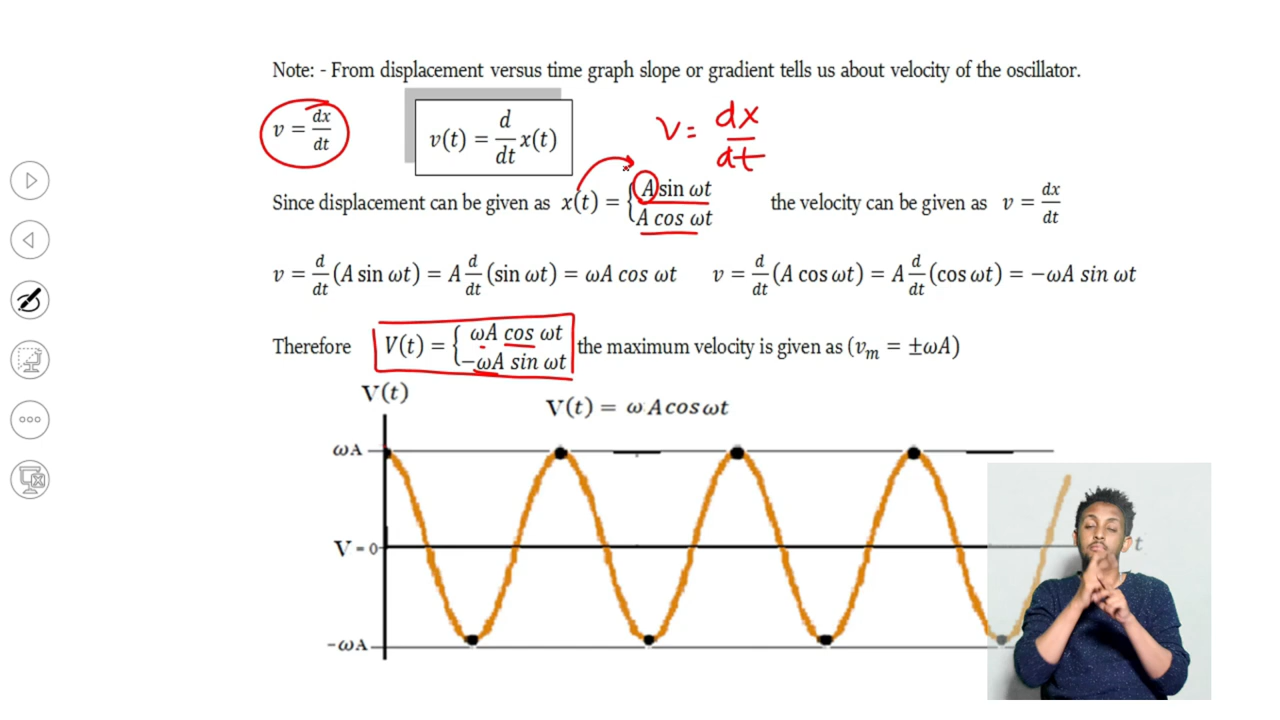 Note: - From displacement versus time graph slope or gradient tells us about velocity of the oscillator.
v = dx/dt   v(t) = d/dt x(t)   v = dx/dt
Since displacement can be given as x(t) = { A sin ωt   the velocity can be given as v = dx/dt
A cos ωt
v = d/dt (A sin ωt) = A d/dt (sin ωt) = ωA cos ωt   v = d/dt (A cos ωt) = A d/dt (cos ωt) = −ωA sin ωt
Therefore V(t) = { ωA cos ωt   the maximum velocity is given as (vₘ = ±ωA)
−ωA sin ωt
V(t)
V(t) = ωA cos ωt
ωA
V = 0
t
−ωA